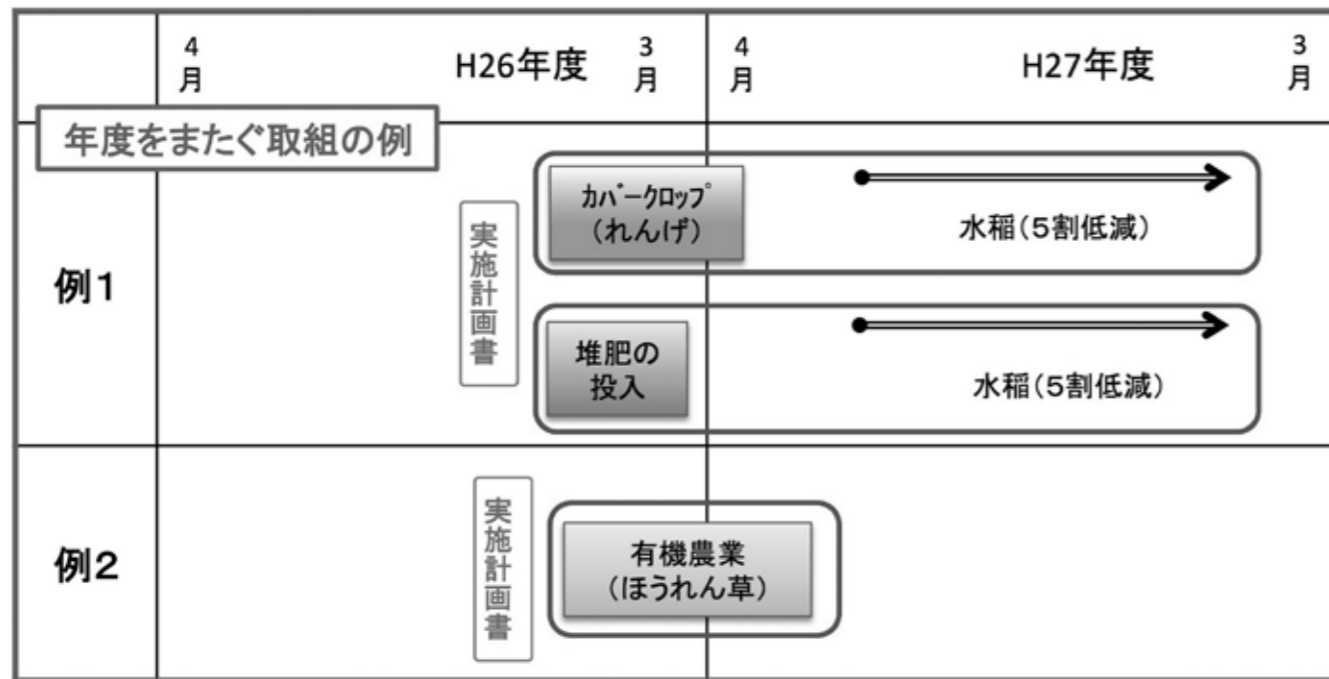 4月
H26年度
3月
4月
H27年度
3月
年度をまたぐ取組の例
例1
実施計画書
ｶﾊﾞｰｸﾛｯﾌﾟ
（れんげ）
水稲（5割低減）
堆肥の
投入
水稲（5割低減）
例2
実施計画書
有機農業
（ほうれん草）